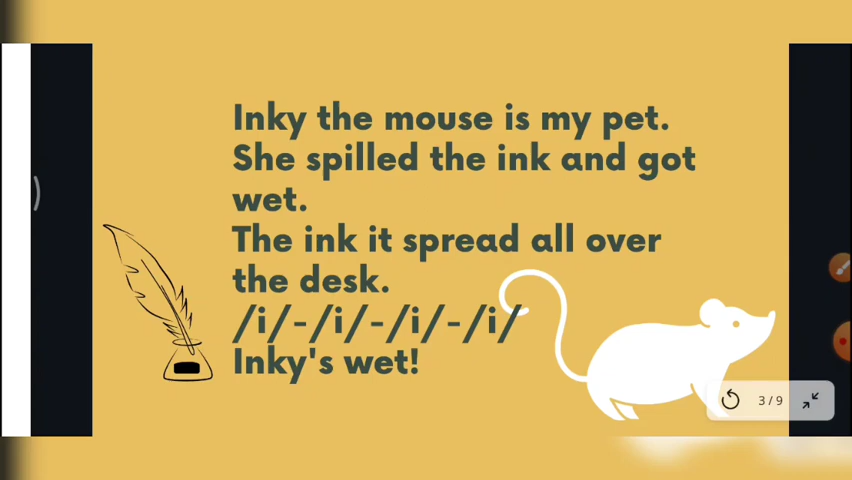 Inky the mouse is my pet.
She spilled the ink and got
wet.
The ink it spread all over
the desk.
/i/-/i/-/i/-/i/
Inky's wet!
3 / 9